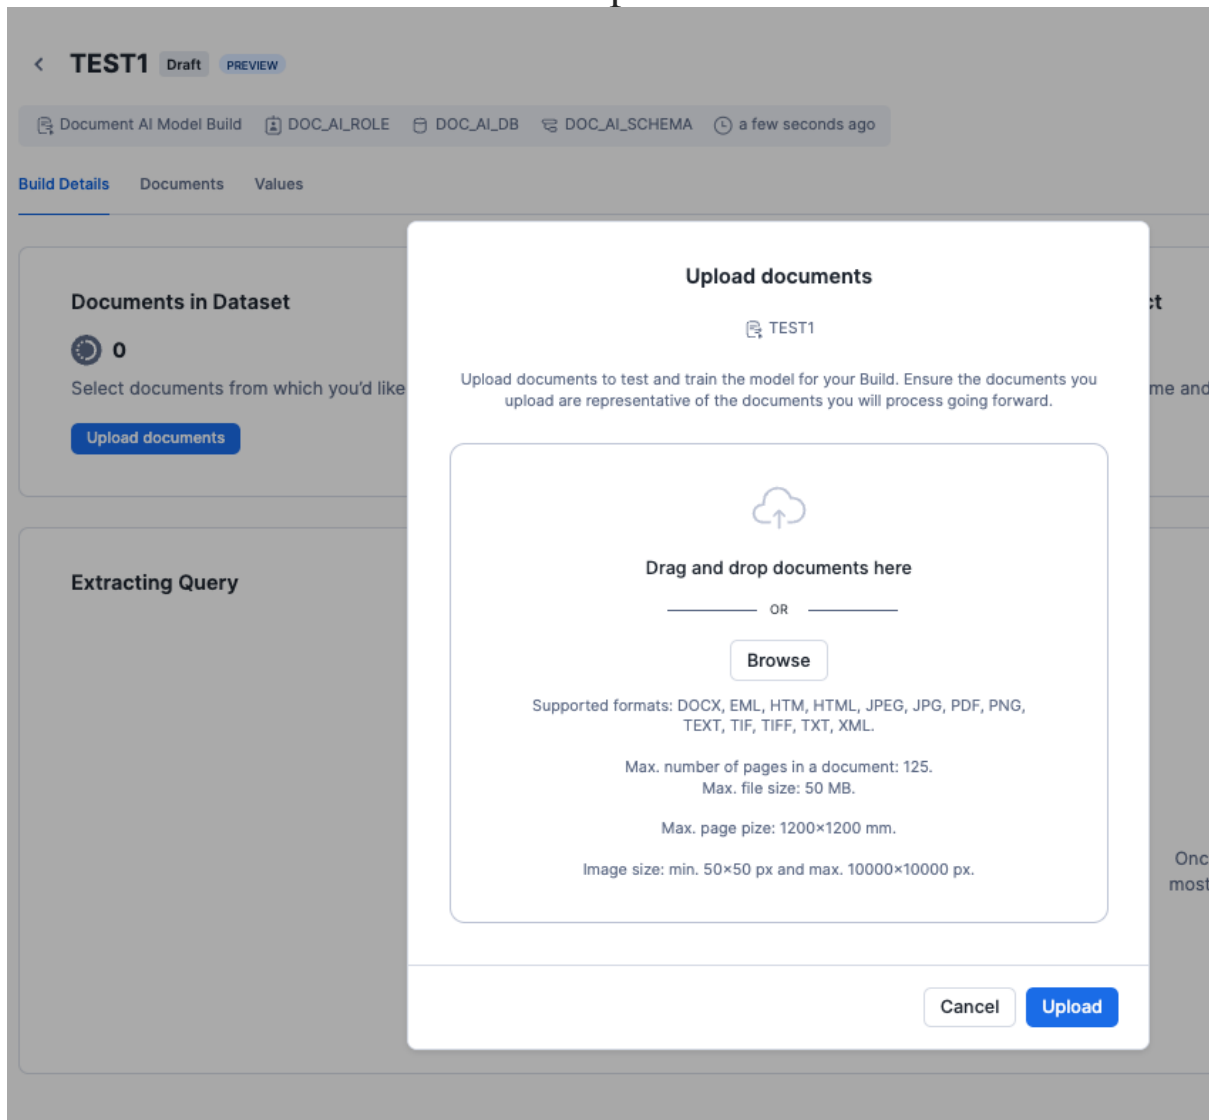 TEST1 Draft PREVIEW
Document AI Model Build DOC_AI_ROLE DOC_AI_DB DOC_AI_SCHEMA a few seconds ago
Build Details Documents Values
Documents in Dataset
0
Select documents from which you'd like
Upload documents
Extracting Query
Upload documents
TEST1
Upload documents to test and train the model for your Build. Ensure the documents you
upload are representative of the documents you will process going forward.
Drag and drop documents here
OR
Browse
Supported formats: DOCX, EML, HTM, HTML, JPEG, JPG, PDF, PNG,
TEXT, TIF, TIFF, TXT, XML.
Max. number of pages in a document: 125.
Max. file size: 50 MB.
Max. page pize: 1200×1200 mm.
Image size: min. 50×50 px and max. 10000×10000 px.
Cancel Upload
ct
me and
Onc
most